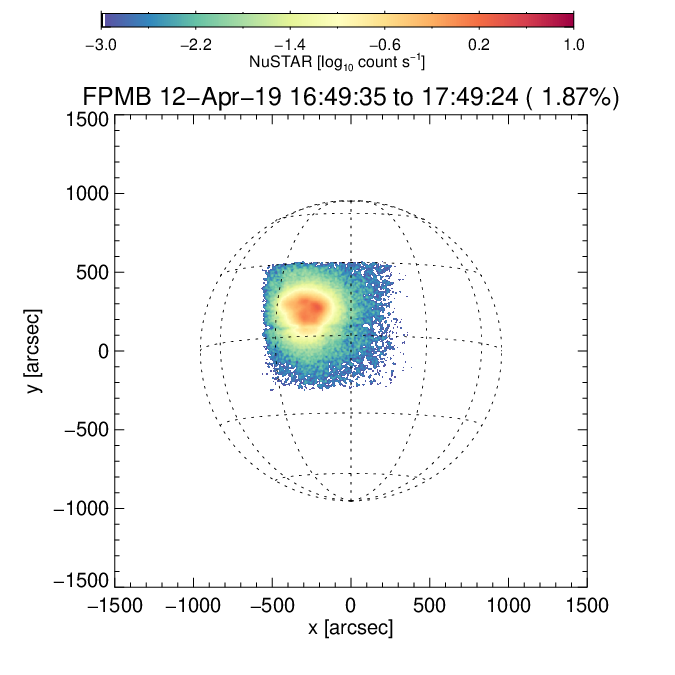 −3.0 −2.2 −1.4 −0.6 0.2 1.0
NuSTAR [log10 count s−1]
FPMB 12−Apr−19 16:49:35 to 17:49:24 ( 1.87%)
1500
1000
500
0
−500
−1000
−1500
y [arcsec]
−1500 −1000 −500 0 500 1000 1500
x [arcsec]